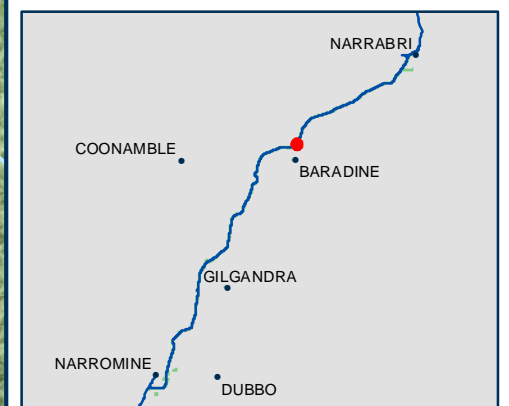 NARRABRI
COONAMBLE
BARADINE
GILGANDRA
NARROMINE
DUBBO